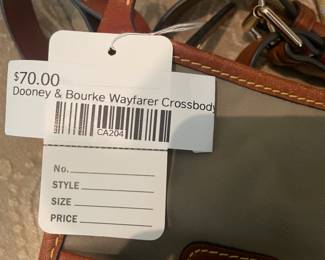 $70.00
Dooney & Bourke Wayfarer Crossbody
CA204
No.
STYLE
SIZE
PRICE